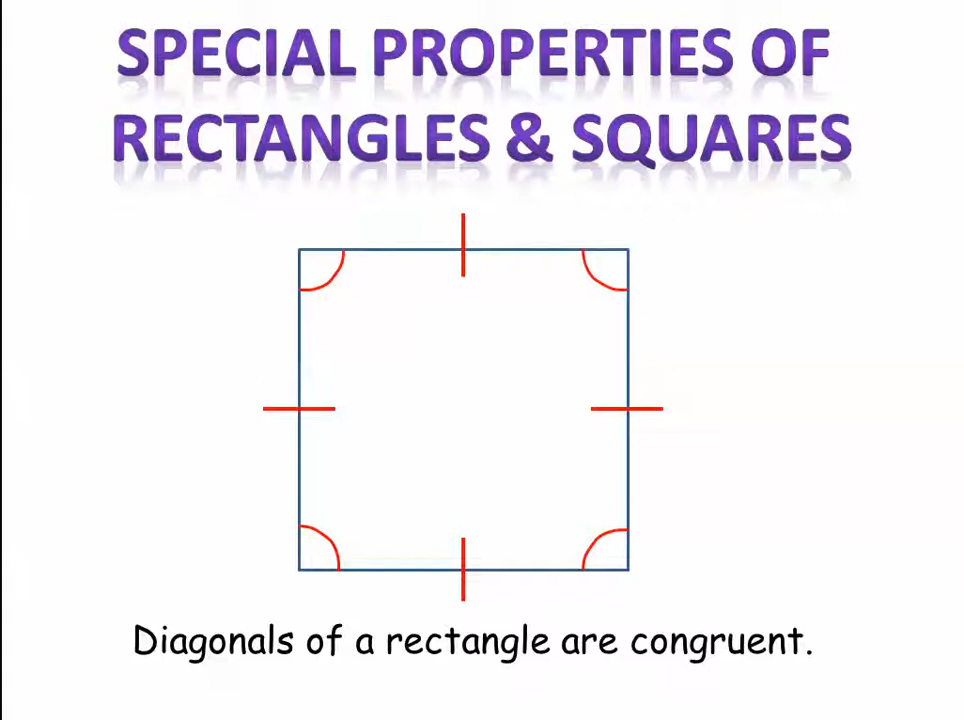 SPECIAL PROPERTIES OF
RECTANGLES & SQUARES
Diagonals of a rectangle are congruent.